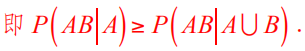 即 P(AB|A) ≥ P(AB|A⋃B) .